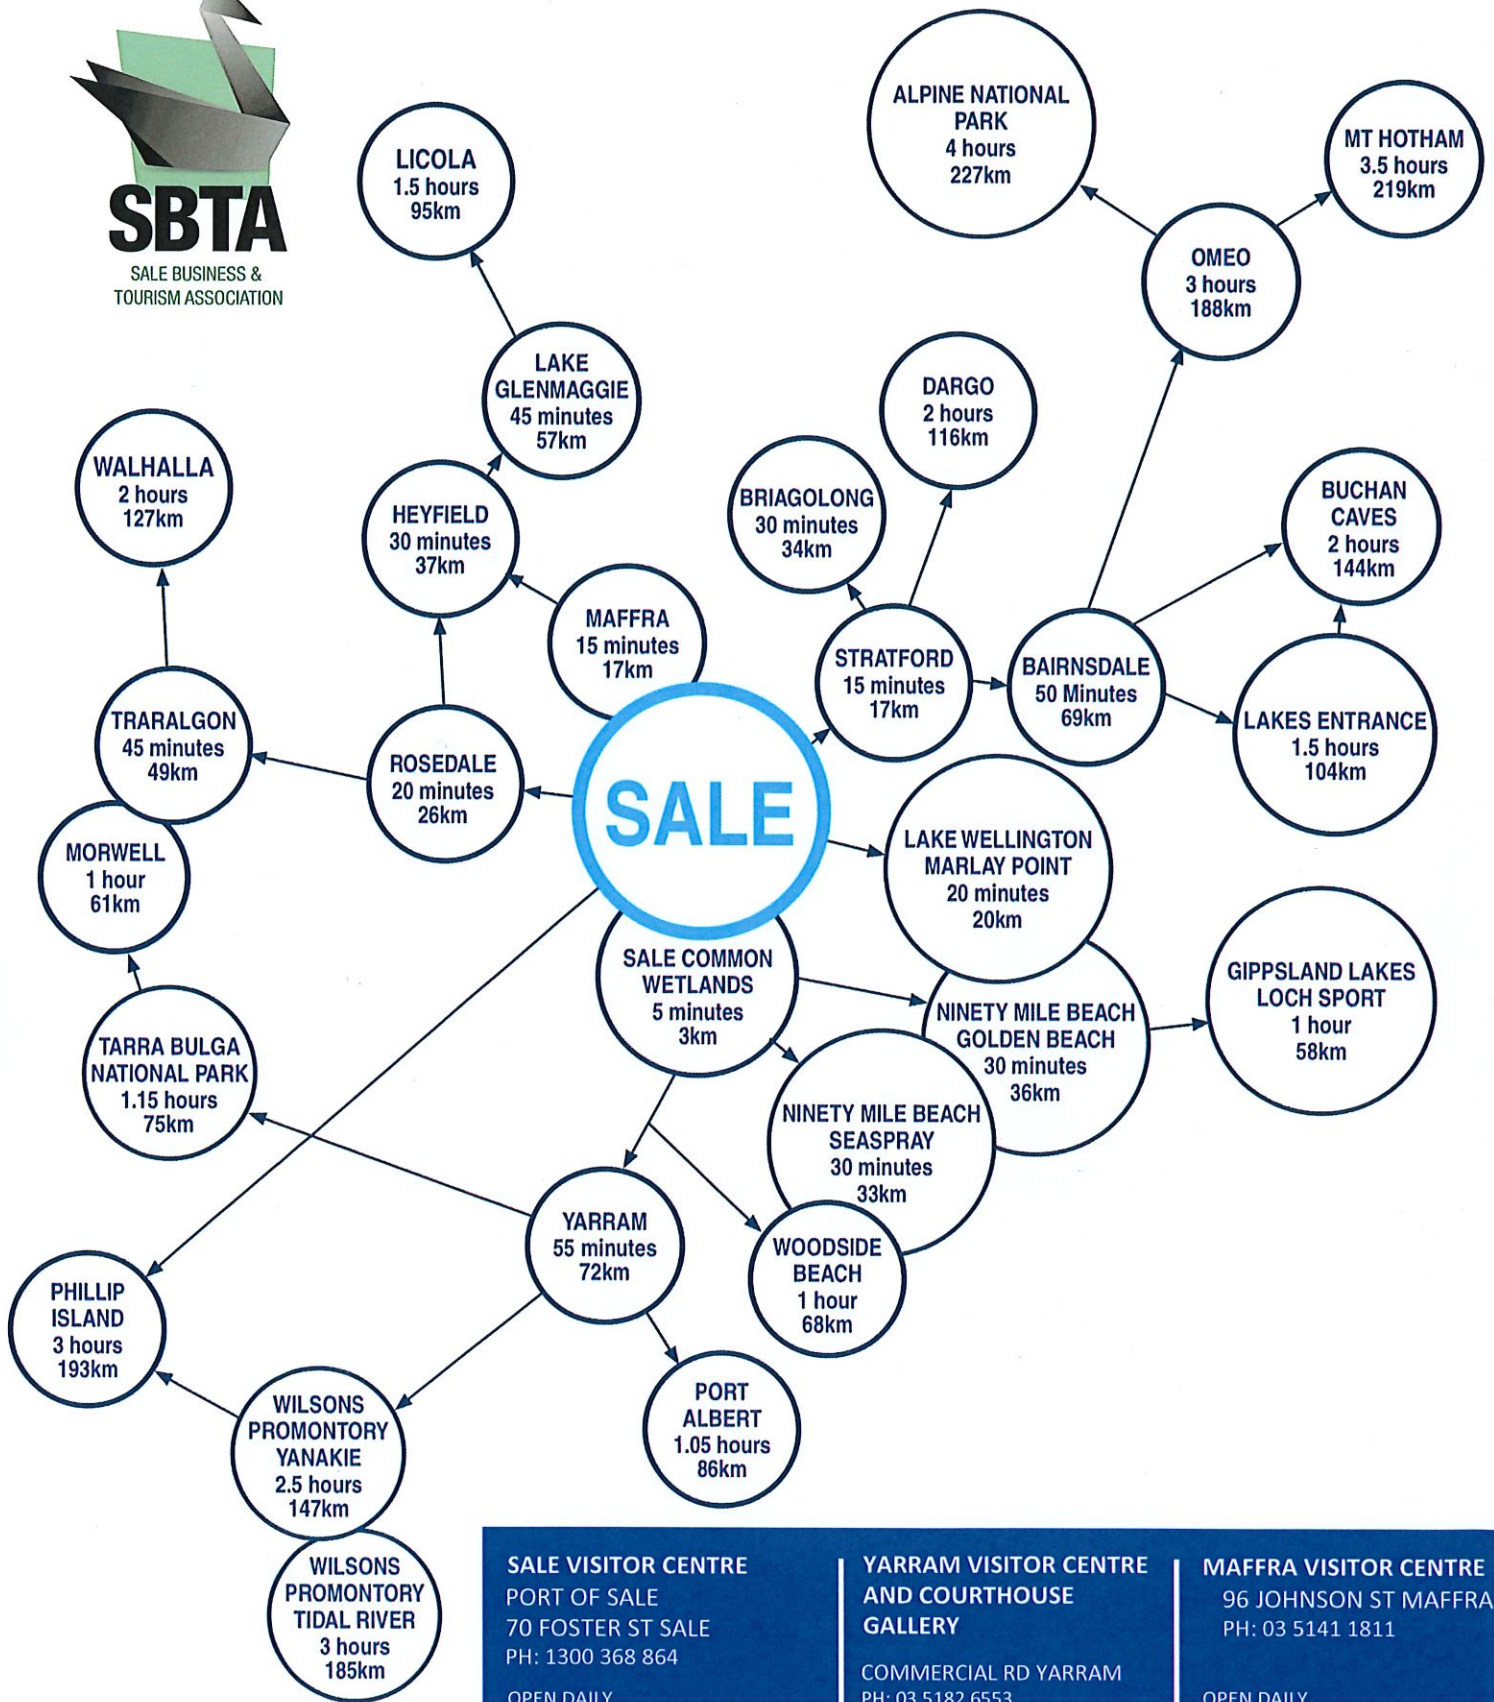 SBTA
SALE BUSINESS &
TOURISM ASSOCIATION
ALPINE NATIONAL
PARK
4 hours
227km
MT HOTHAM
3.5 hours
219km
LICOLA
1.5 hours
95km
OMEO
3 hours
188km
LAKE
GLENMAGGIE
45 minutes
57km
DARGO
2 hours
116km
WALHALLA
2 hours
127km
HEYFIELD
30 minutes
37km
BRIAGOLONG
30 minutes
34km
BUCHAN
CAVES
2 hours
144km
MAFFRA
15 minutes
17km
STRATFORD
15 minutes
17km
BAIRNSDALE
50 Minutes
69km
LAKES ENTRANCE
1.5 hours
104km
TRARALGON
45 minutes
49km
ROSEDALE
20 minutes
26km
SALE
MORWELL
1 hour
61km
LAKE WELLINGTON
MARLAY POINT
20 minutes
20km
SALE COMMON
WETLANDS
5 minutes
3km
NINETY MILE BEACH
GOLDEN BEACH
30 minutes
36km
GIPPSLAND LAKES
LOCH SPORT
1 hour
58km
TARRA BULGA
NATIONAL PARK
1.15 hours
75km
NINETY MILE BEACH
SEASPRAY
30 minutes
33km
YARRAM
55 minutes
72km
WOODSIDE
BEACH
1 hour
68km
PHILLIP
ISLAND
3 hours
193km
WILSONS
PROMONTORY
YANAKIE
2.5 hours
147km
PORT
ALBERT
1.05 hours
86km
WILSONS
PROMONTORY
TIDAL RIVER
3 hours
185km
SALE VISITOR CENTRE
PORT OF SALE
70 FOSTER ST SALE
PH: 1300 368 864
OPEN DAILY
YARRAM VISITOR CENTRE
AND COURTHOUSE
GALLERY
COMMERCIAL RD YARRAM
PH: 03 5182 6553
MAFFRA VISITOR CENTRE
96 JOHNSON ST MAFFRA
PH: 03 5141 1811
OPEN DAILY